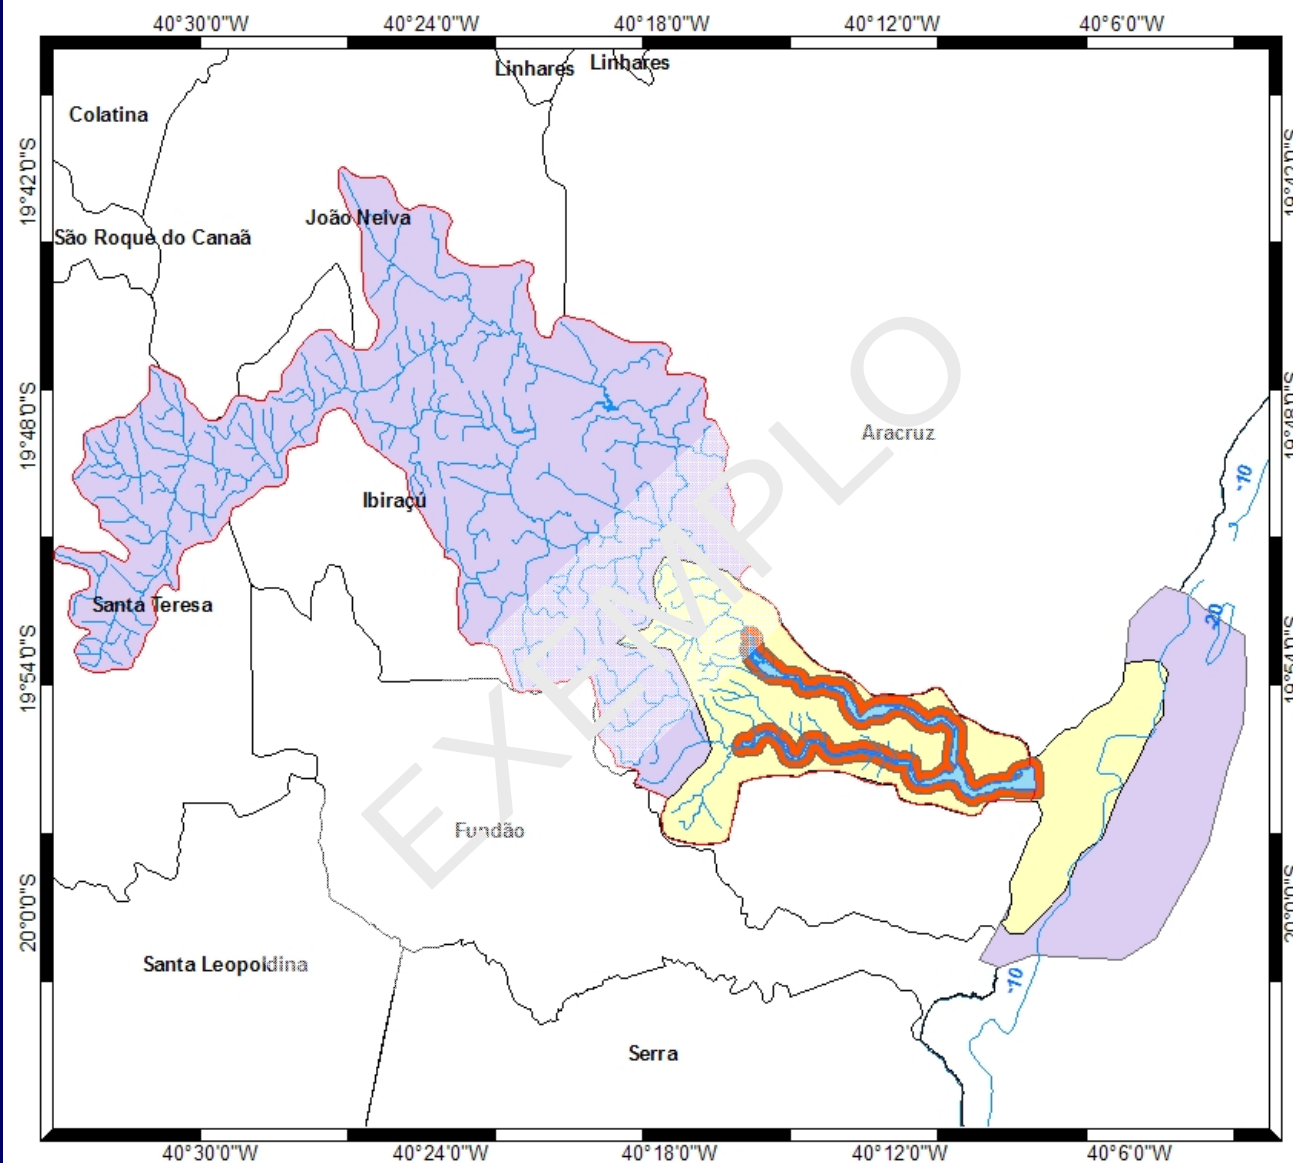 40°30'0"W 40°24'0"W 40°18'0"W 40°12'0"W 40°6'0"W
Linhares Linhares
Colatina
19°42'0"S 19°42'0"S
João Neiva
São Roque do Canaã
19°48'0"S 19°48'0"S
Aracruz
-10
Ibiraçú
EXEMPLO
Santa Teresa
-20
19°54'0"S 19°54'0"S
Fundão
20°0'0"S 20°0'0"S
Santa Leopoldina
-10
Serra
40°30'0"W 40°24'0"W 40°18'0"W 40°12'0"W 40°6'0"W